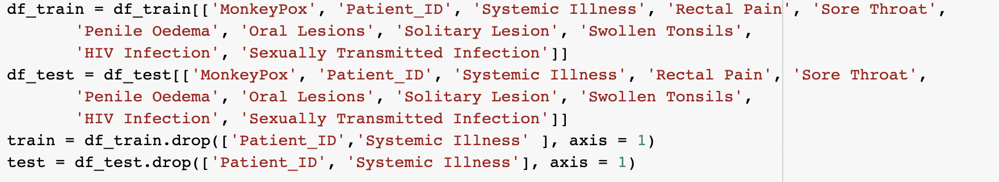 df_train = df_train[['MonkeyPox', 'Patient_ID', 'Systemic Illness', 'Rectal Pain', 'Sore Throat',
'Penile Oedema', 'Oral Lesions', 'Solitary Lesion', 'Swollen Tonsils',
'HIV Infection', 'Sexually Transmitted Infection']]
df_test = df_test[['MonkeyPox', 'Patient_ID', 'Systemic Illness', 'Rectal Pain', 'Sore Throat',
'Penile Oedema', 'Oral Lesions', 'Solitary Lesion', 'Swollen Tonsils',
'HIV Infection', 'Sexually Transmitted Infection']]
train = df_train.drop(['Patient_ID','Systemic Illness' ], axis = 1)
test = df_test.drop(['Patient_ID', 'Systemic Illness'], axis = 1)